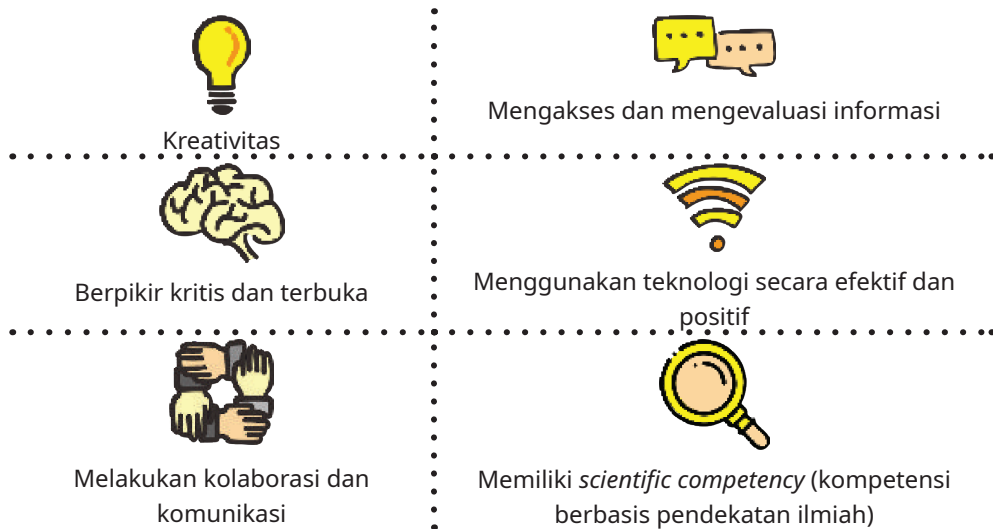 Kreativitas
Mengakses dan mengevaluasi informasi
Berpikir kritis dan terbuka
Menggunakan teknologi secara efektif dan
positif
Melakukan kolaborasi dan
komunikasi
Memiliki scientific competency (kompetensi
berbasis pendekatan ilmiah)